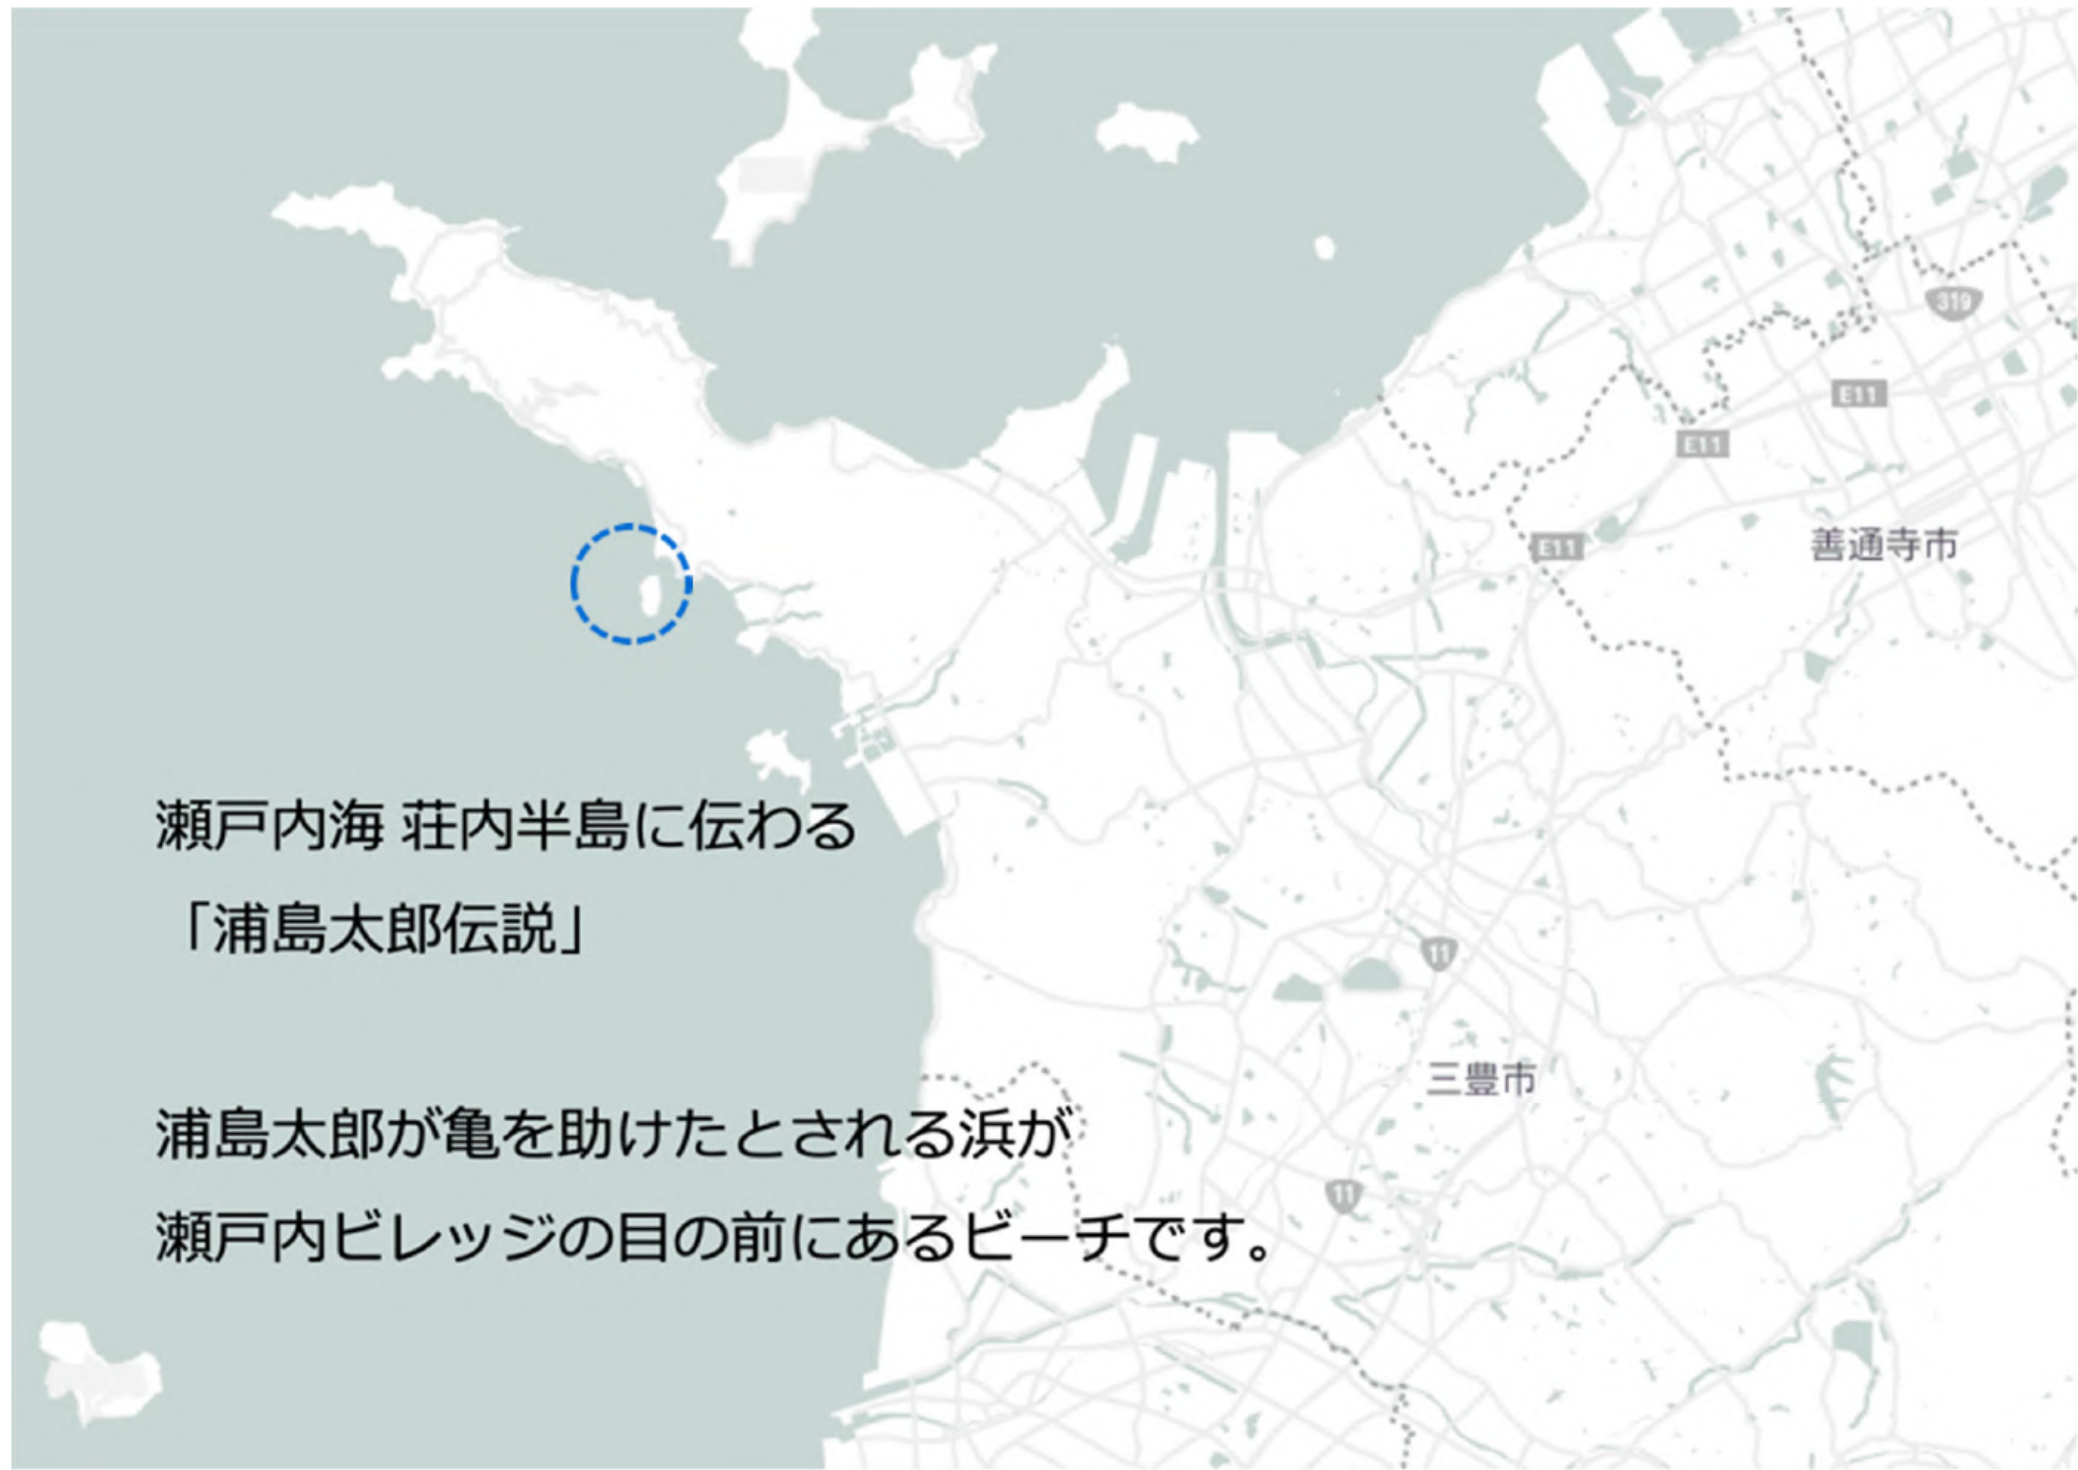 319
E11
E11
E11
善通寺市
瀬戸内海 荘内半島に伝わる
「浦島太郎伝説」
11
三豊市
浦島太郎が亀を助けたとされる浜が
11
瀬戸内ビレッジの目の前にあるビーチです。